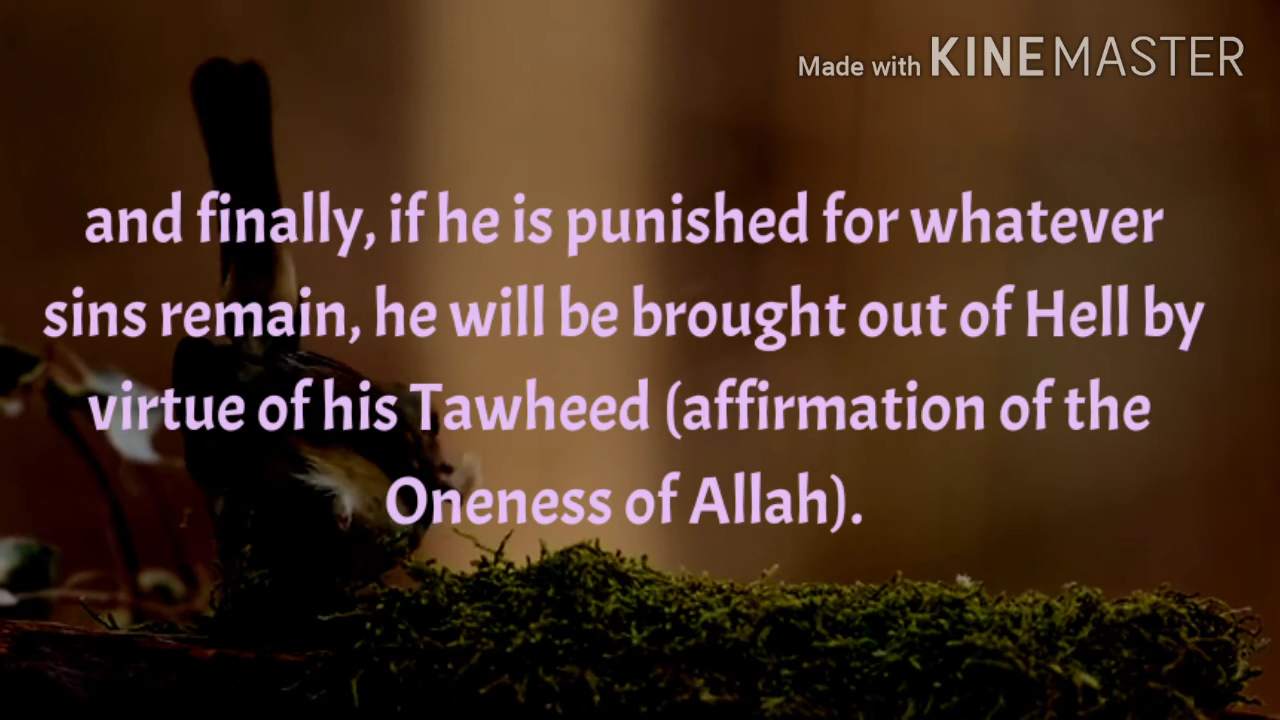 Made with KINEMASTER
and finally, if he is punished for whatever
sins remain, he will be brought out of Hell by
virtue of his Tawheed (affirmation of the
Oneness of Allah).